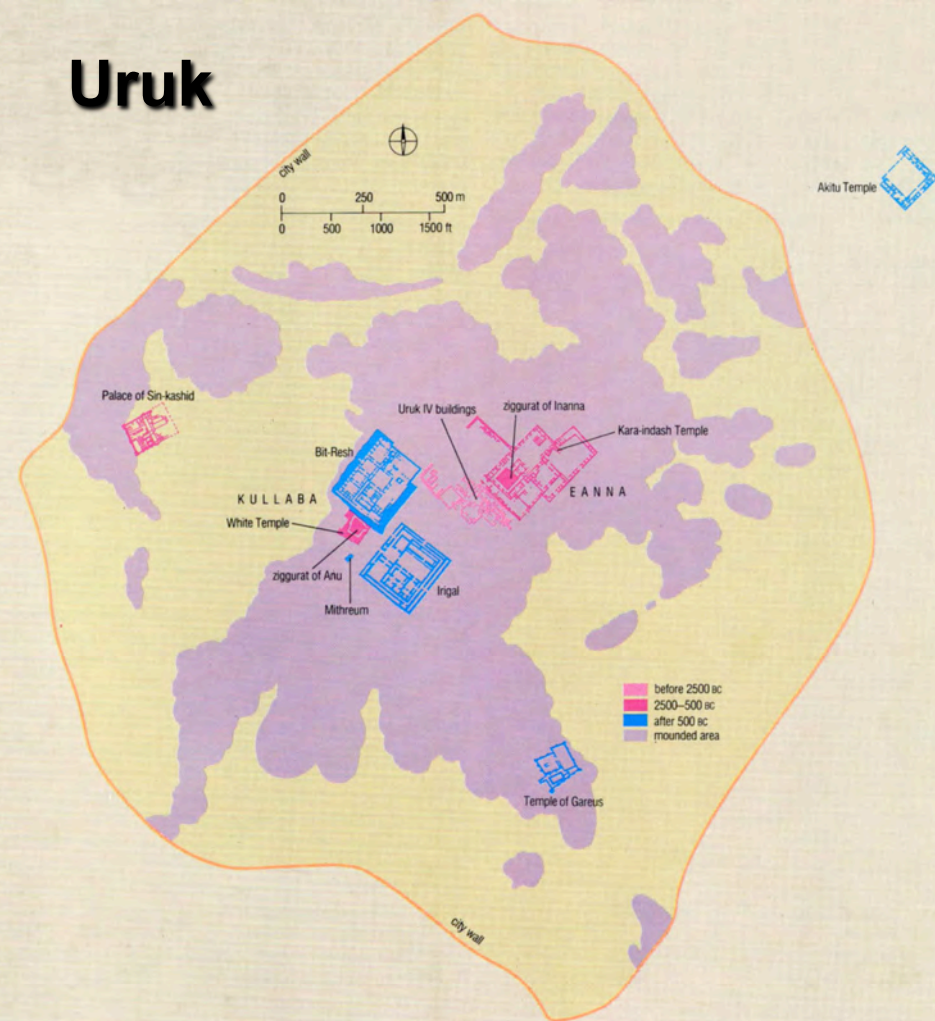 Uruk
city wall
0 250 500 m
0 500 1000 1500 ft
Akitu Temple
Palace of Sin-kashid
Uruk IV buildings
ziggurat of Inanna
Kara-indash Temple
Bit-Resh
EANNA
KULLABA
White Temple
ziggurat of Anu
Irigal
Mithreum
before 2500 BC
2500–500 BC
after 500 BC
mounded area
Temple of Gareus
city wall